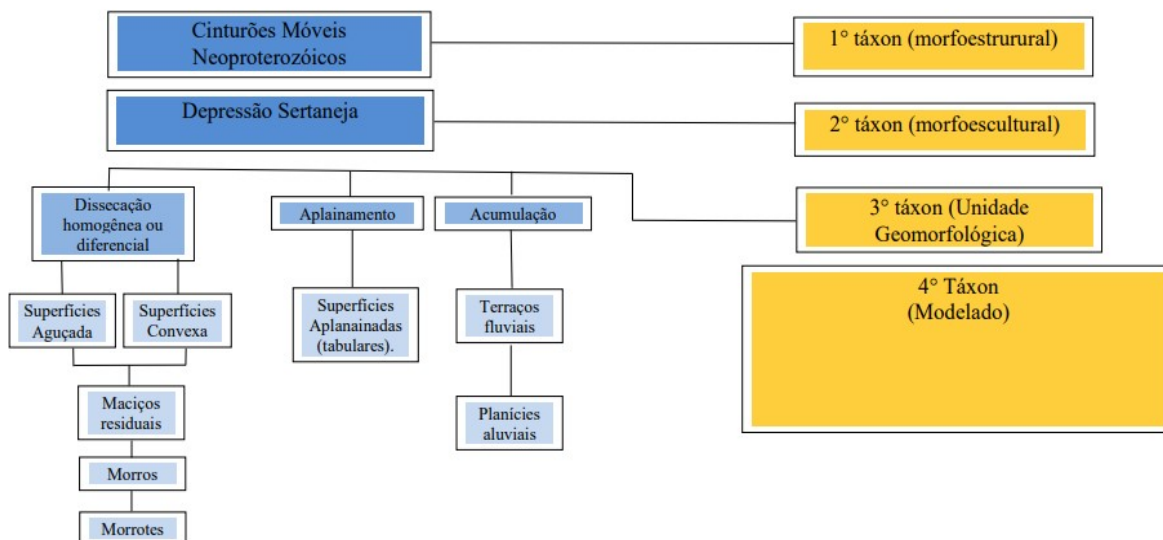 Cinturões Móveis
Neoproterozóicos
1° táxon (morfoestrurural)
Depressão Sertaneja
2° táxon (morfoescultural)
Dissecação
homogênea ou
diferencial
Aplainamento
Acumulação
3° táxon (Unidade
Geomorfológica)
4° Táxon
(Modelado)
Superfícies
Aguçada
Superfícies
Convexa
Superfícies
Aplanainadas
(tabulares).
Terraços
fluviais
Maciços
residuais
Planícies
aluviais
Morros
Morrotes